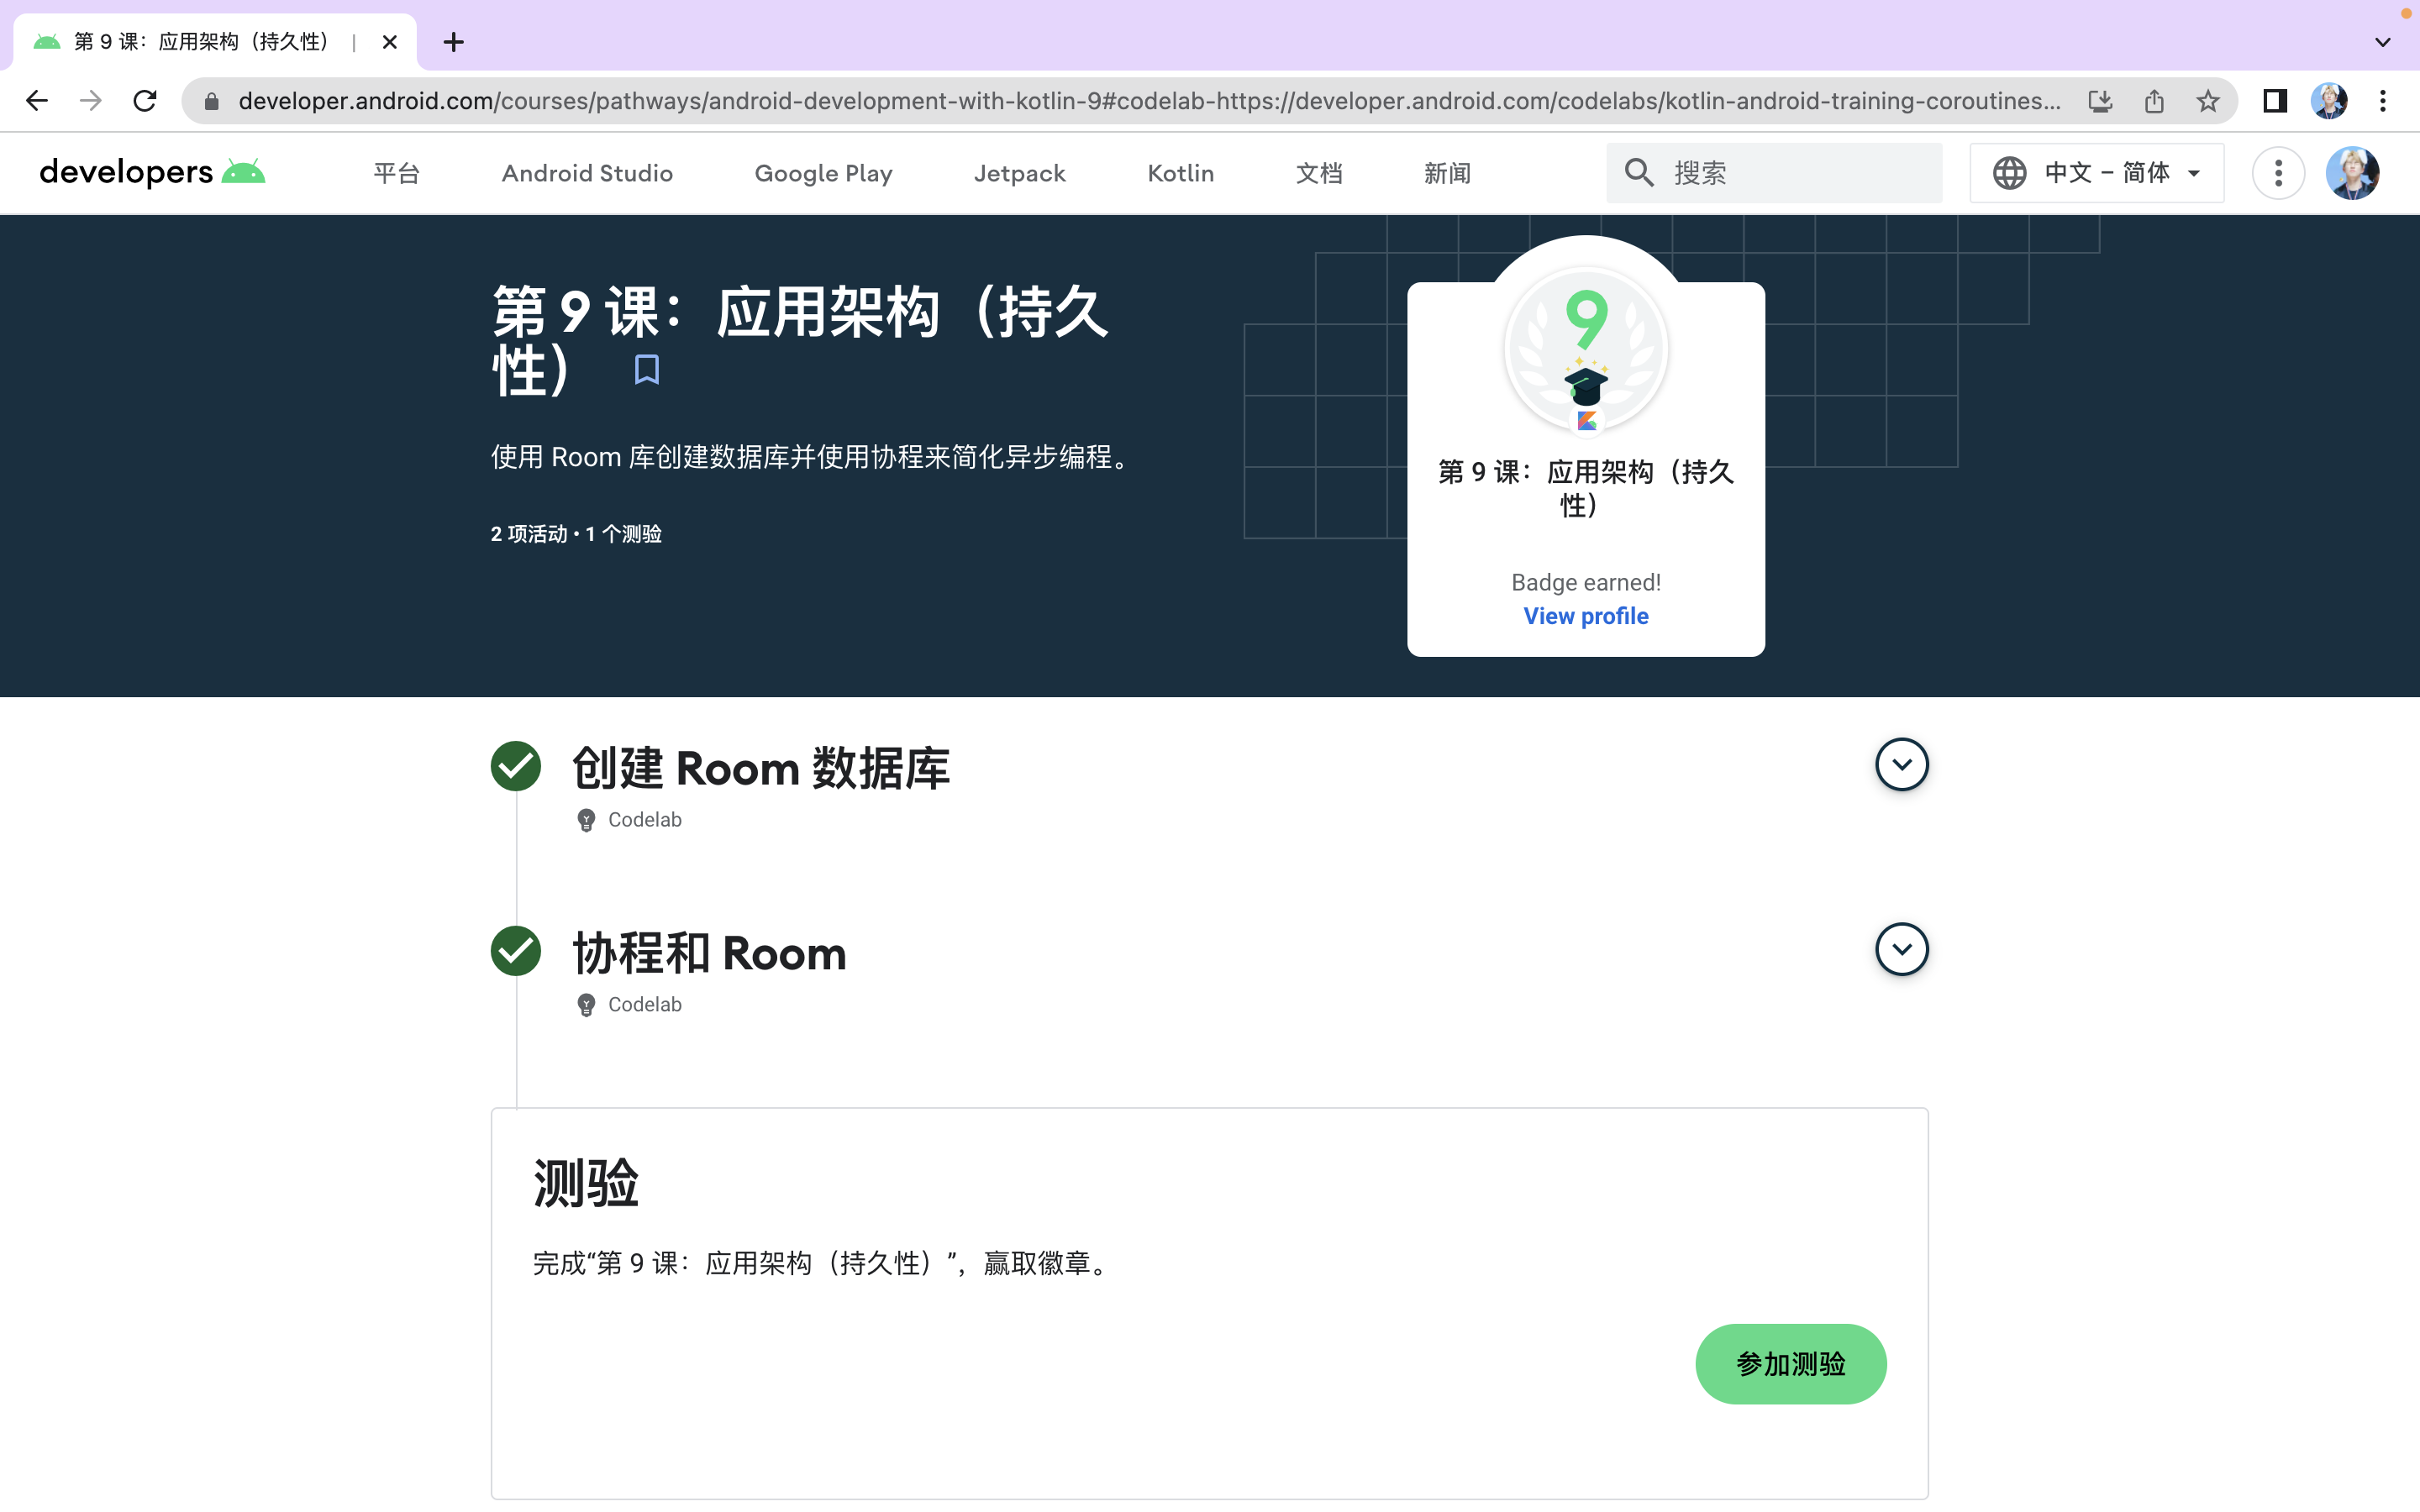 第 9 课：应用架构（持久性） |
developer.android.com/courses/pathways/android-development-with-kotlin-9#codelab-https://developer.android.com/codelabs/kotlin-android-training-coroutines...
developers 平台 Android Studio Google Play Jetpack Kotlin 文档 新闻 搜索 中文 – 简体
第 9 课：应用架构（持久
性）
使用 Room 库创建数据库并使用协程来简化异步编程。
2 项活动 • 1 个测验
9
第 9 课：应用架构（持久
性）
Badge earned!
View profile
创建 Room 数据库
Codelab
协程和 Room
Codelab
测验
完成“第 9 课：应用架构（持久性）”，赢取徽章。
参加测验